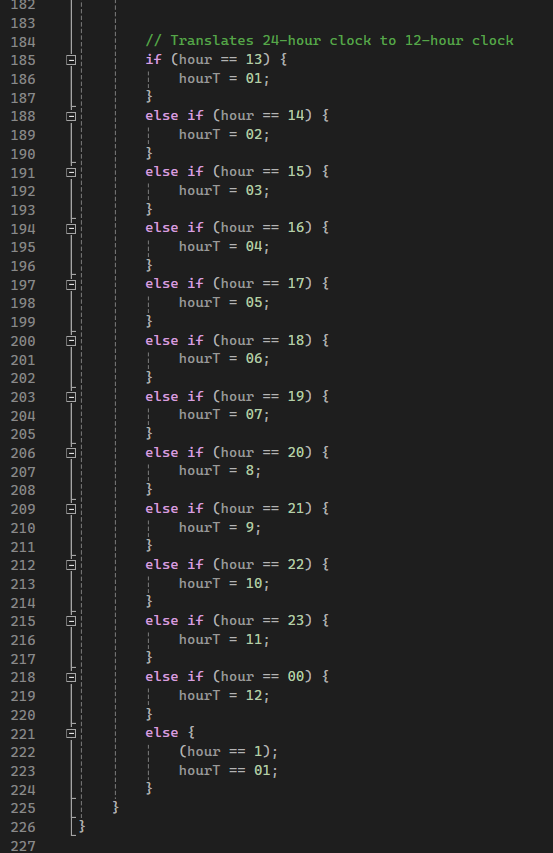 182
183
184 // Translates 24-hour clock to 12-hour clock
185 if (hour == 13) {
186 hourT = 01;
187 }
188 else if (hour == 14) {
189 hourT = 02;
190 }
191 else if (hour == 15) {
192 hourT = 03;
193 }
194 else if (hour == 16) {
195 hourT = 04;
196 }
197 else if (hour == 17) {
198 hourT = 05;
199 }
200 else if (hour == 18) {
201 hourT = 06;
202 }
203 else if (hour == 19) {
204 hourT = 07;
205 }
206 else if (hour == 20) {
207 hourT = 8;
208 }
209 else if (hour == 21) {
210 hourT = 9;
211 }
212 else if (hour == 22) {
213 hourT = 10;
214 }
215 else if (hour == 23) {
216 hourT = 11;
217 }
218 else if (hour == 00) {
219 hourT = 12;
220 }
221 else {
222 (hour == 1);
223 hourT == 01;
224 }
225 }
226 }
227